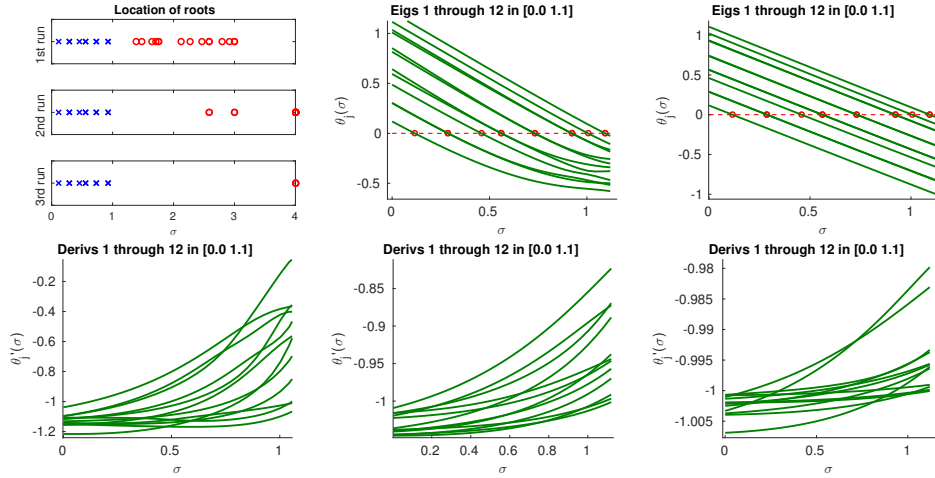 Location of roots
1st run
2nd run
3rd run
0 1 2 3 4
σ
Eigs 1 through 12 in [0.0 1.1]
θj(σ)
1
0.5
0
-0.5
0 0.5 1
σ
Eigs 1 through 12 in [0.0 1.1]
θj(σ)
1
0.5
0
-0.5
-1
0 0.5 1
σ
Derivs 1 through 12 in [0.0 1.1]
θj'(σ)
-0.2
-0.4
-0.6
-0.8
-1
-1.2
0 0.5 1
σ
Derivs 1 through 12 in [0.0 1.1]
θj'(σ)
-0.85
-0.9
-0.95
-1
0.2 0.4 0.6 0.8 1
σ
Derivs 1 through 12 in [0.0 1.1]
θj'(σ)
-0.98
-0.985
-0.99
-0.995
-1
-1.005
0 0.5 1
σ